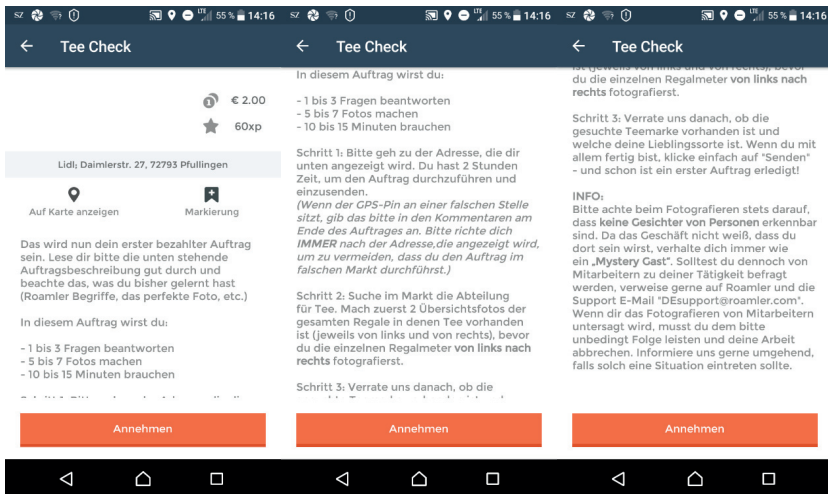 SZ LTE 55 % 14:16
Tee Check
€ 2.00
60xp
Lidl; Daimlerstr. 27, 72793 Pfullingen
Auf Karte anzeigen
Markierung
Das wird nun dein erster bezahlter Auftrag
sein. Lese dir bitte die unten stehende
Auftragsbeschreibung gut durch und
beachte das, was du bisher gelernt hast
(Roamler Begriffe, das perfekte Foto, etc.)
In diesem Auftrag wirst du:
- 1 bis 3 Fragen beantworten
- 5 bis 7 Fotos machen
- 10 bis 15 Minuten brauchen
Annehmen
SZ LTE 55 % 14:16
Tee Check
In diesem Auftrag wirst du:
- 1 bis 3 Fragen beantworten
- 5 bis 7 Fotos machen
- 10 bis 15 Minuten brauchen
Schritt 1: Bitte geh zu der Adresse, die dir
unten angezeigt wird. Du hast 2 Stunden
Zeit, um den Auftrag durchzuführen und
einzusenden.
(Wenn der GPS-Pin an einer falschen Stelle
sitzt, gib das bitte in den Kommentaren am
Ende des Auftrages an. Bitte richte dich
IMMER nach der Adresse,die angezeigt wird,
um zu vermeiden, dass du den Auftrag im
falschen Markt durchführst.)
Schritt 2: Suche im Markt die Abteilung
für Tee. Mach zuerst 2 Übersichtsfotos der
gesamten Regale in denen Tee vorhanden
ist (jeweils von links und von rechts), bevor
du die einzelnen Regalmeter von links nach
rechts fotografierst.
Schritt 3: Verrate uns danach, ob die
Annehmen
SZ LTE 55 % 14:16
Tee Check
ist (jeweils von links und von rechts), bevor
du die einzelnen Regalmeter von links nach
rechts fotografierst.
Schritt 3: Verrate uns danach, ob die
gesuchte Teemarke vorhanden ist und
welche deine Lieblingssorte ist. Wenn du mit
allem fertig bist, klicke einfach auf "Senden"
- und schon ist ein erster Auftrag erledigt!
INFO:
Bitte achte beim Fotografieren stets darauf,
dass keine Gesichter von Personen erkennbar
sind. Da das Geschäft nicht weiß, dass du
dort sein wirst, verhalte dich immer wie
ein „Mystery Gast". Solltest du dennoch von
Mitarbeitern zu deiner Tätigkeit befragt
werden, verweise gerne auf Roamler und die
Support E-Mail "DEsupport@roamler.com".
Wenn dir das Fotografieren von Mitarbeitern
untersagt wird, musst du dem bitte
unbedingt Folge leisten und deine Arbeit
abbrechen. Informiere uns gerne umgehend,
falls solch eine Situation eintreten sollte.
Annehmen